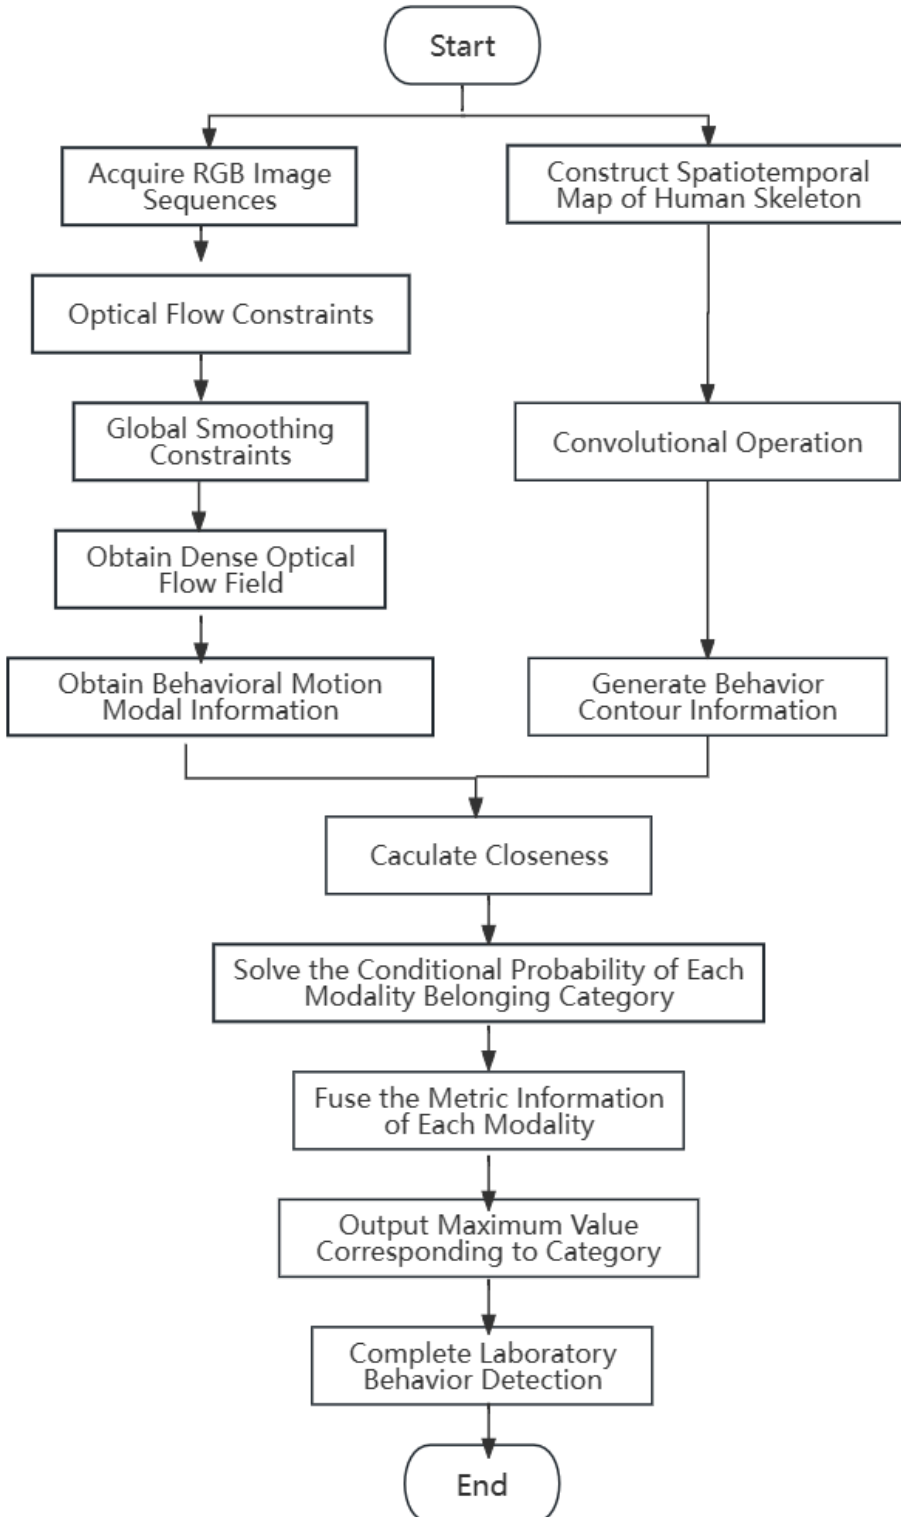 Start
Acquire RGB Image
Sequences
Construct Spatiotemporal
Map of Human Skeleton
Optical Flow Constraints
Global Smoothing
Constraints
Convolutional Operation
Obtain Dense Optical
Flow Field
Obtain Behavioral Motion
Modal Information
Generate Behavior
Contour Information
Caculate Closeness
Solve the Conditional Probability of Each
Modality Belonging Category
Fuse the Metric Information
of Each Modality
Output Maximum Value
Corresponding to Category
Complete Laboratory
Behavior Detection
End